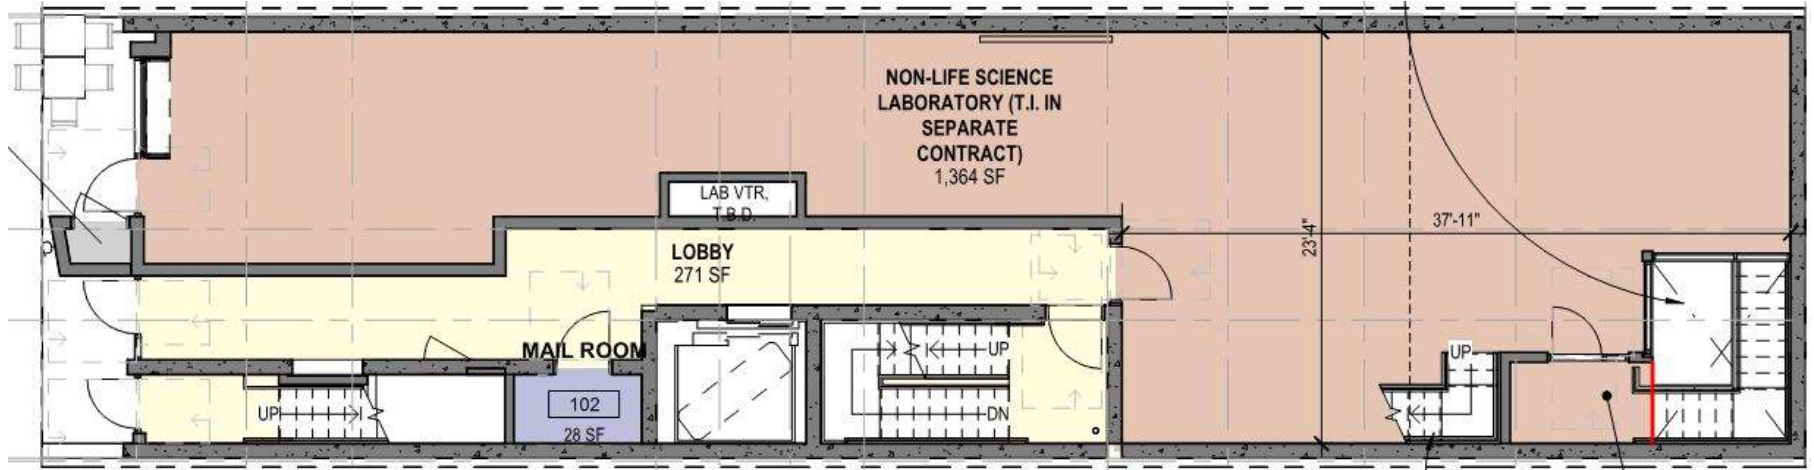 NON-LIFE SCIENCE
LABORATORY (T.I. IN
SEPARATE
CONTRACT)
1,364 SF
LAB VTR,
T.B.D.
LOBBY
271 SF
23'-4"
37'-11"
MAIL ROOM
102
28 SF
UP
UP
DN
UP